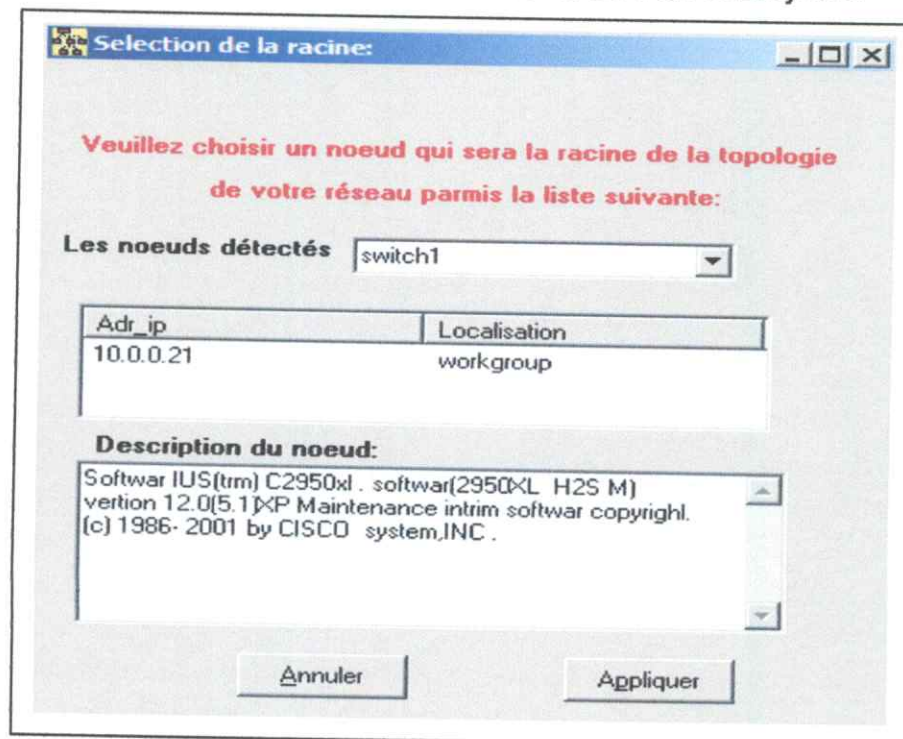 Selection de la racine:
Veuillez choisir un noeud qui sera la racine de la topologie
de votre réseau parmis la liste suivante:
Les noeuds détectés
switch1
Adr_ip Localisation
10.0.0.21 workgroup
Description du noeud:
Softwar IUS(trm) C2950xl . softwar(2950XL H2S M)
vertion 12.0(5.1)XP Maintenance intrim softwar copyrighl.
(c) 1986- 2001 by CISCO system,INC .
Annuler Appliquer